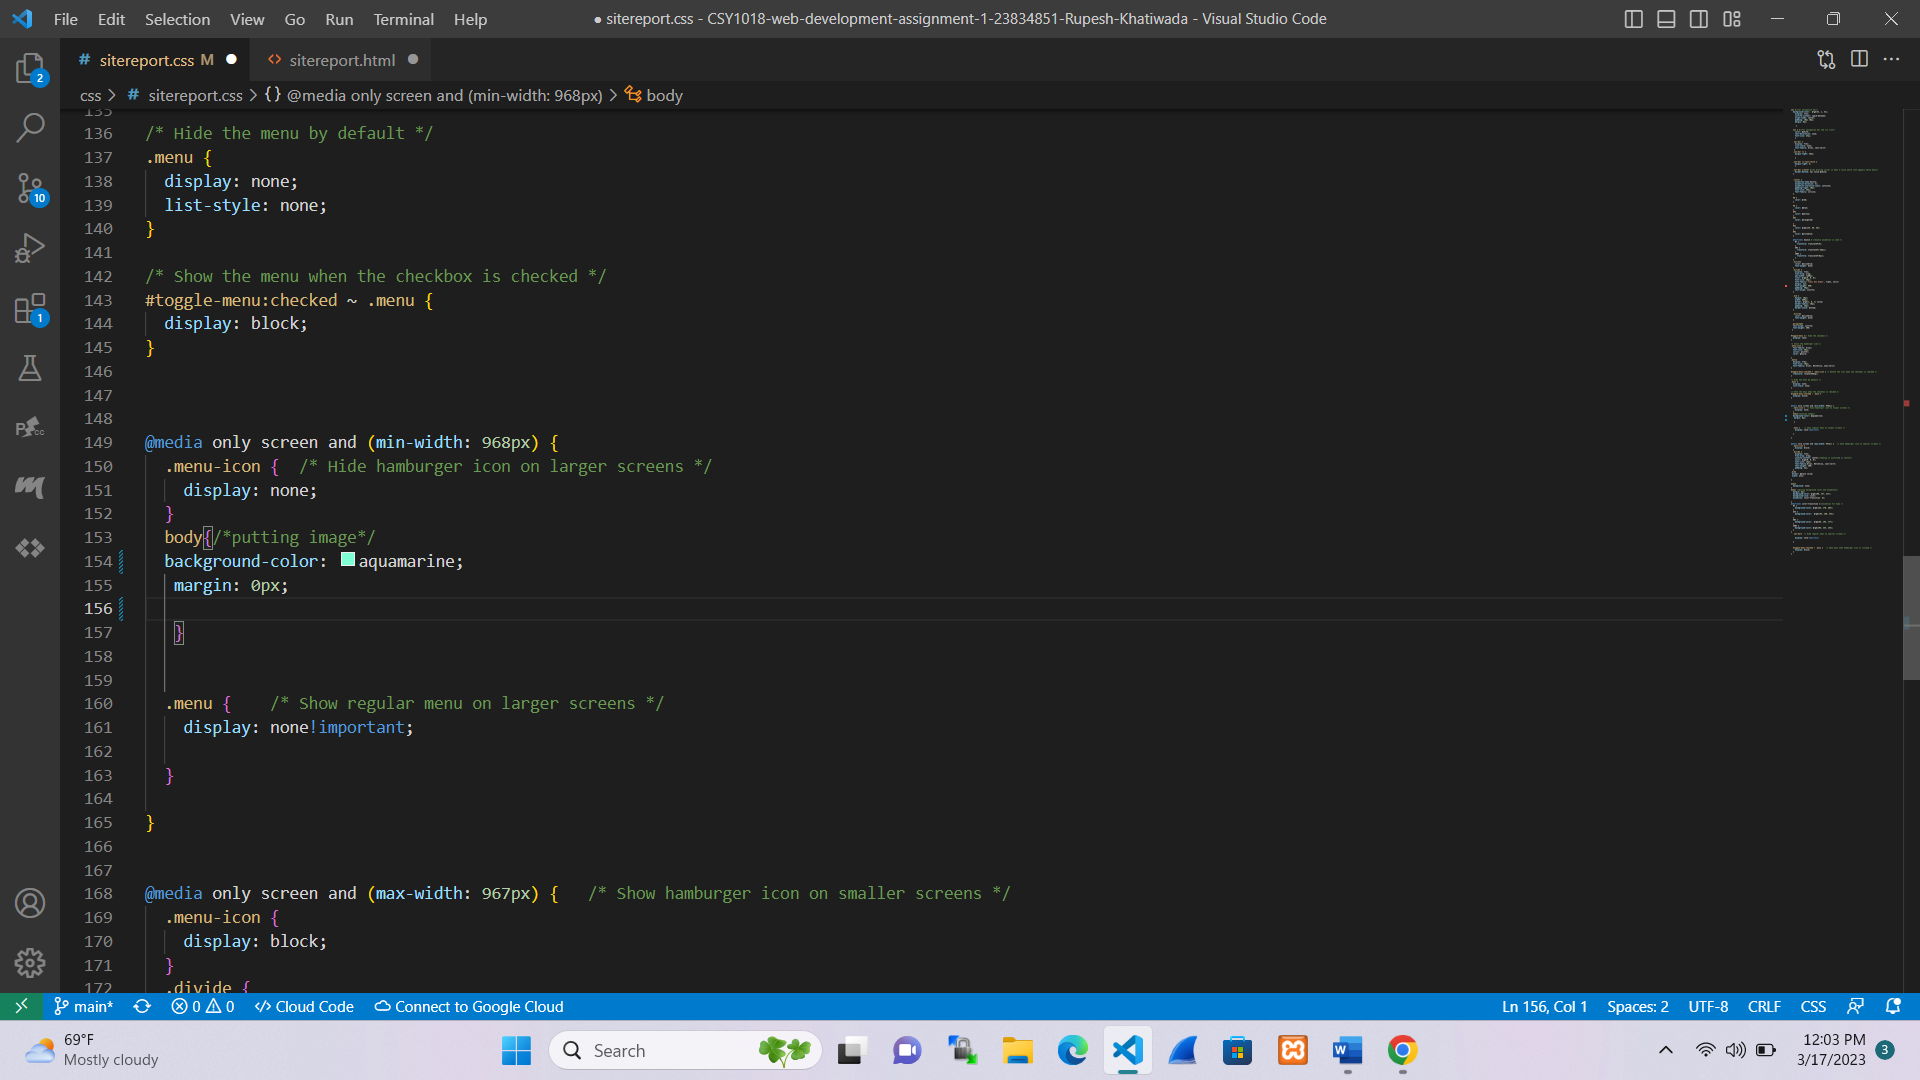 File Edit Selection View Go Run Terminal Help
● sitereport.css - CSY1018-web-development-assignment-1-23834851-Rupesh-Khatiwada - Visual Studio Code
# sitereport.css M ●
<> sitereport.html ●
css > # sitereport.css > {} @media only screen and (min-width: 968px) > body
135
136 /* Hide the menu by default */
137 .menu {
138 display: none;
139 list-style: none;
140 }
141
142 /* Show the menu when the checkbox is checked */
143 #toggle-menu:checked ~ .menu {
144 display: block;
145 }
146
147
148
149 @media only screen and (min-width: 968px) {
150 .menu-icon { /* Hide hamburger icon on larger screens */
151 display: none;
152 }
153 body{/*putting image*/
154 background-color: aquamarine;
155 margin: 0px;
156
157 }
158
159
160 .menu { /* Show regular menu on larger screens */
161 display: none!important;
162
163 }
164
165 }
166
167
168 @media only screen and (max-width: 967px) { /* Show hamburger icon on smaller screens */
169 .menu-icon {
170 display: block;
171 }
172 .divide {
2
10
1
main* 0 0 Cloud Code Connect to Google Cloud
Ln 156, Col 1 Spaces: 2 UTF-8 CRLF CSS
69°F
Mostly cloudy
Search
12:03 PM
3/17/2023
3